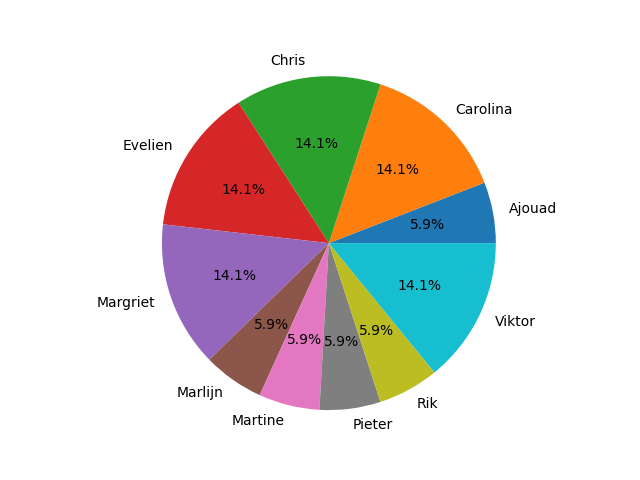 Chris
Carolina
Evelien
14.1%
14.1%
14.1%
Ajouad
5.9%
14.1%
14.1%
Margriet
Viktor
5.9%
5.9%
5.9%
5.9%
Marlijn
Rik
Martine
Pieter